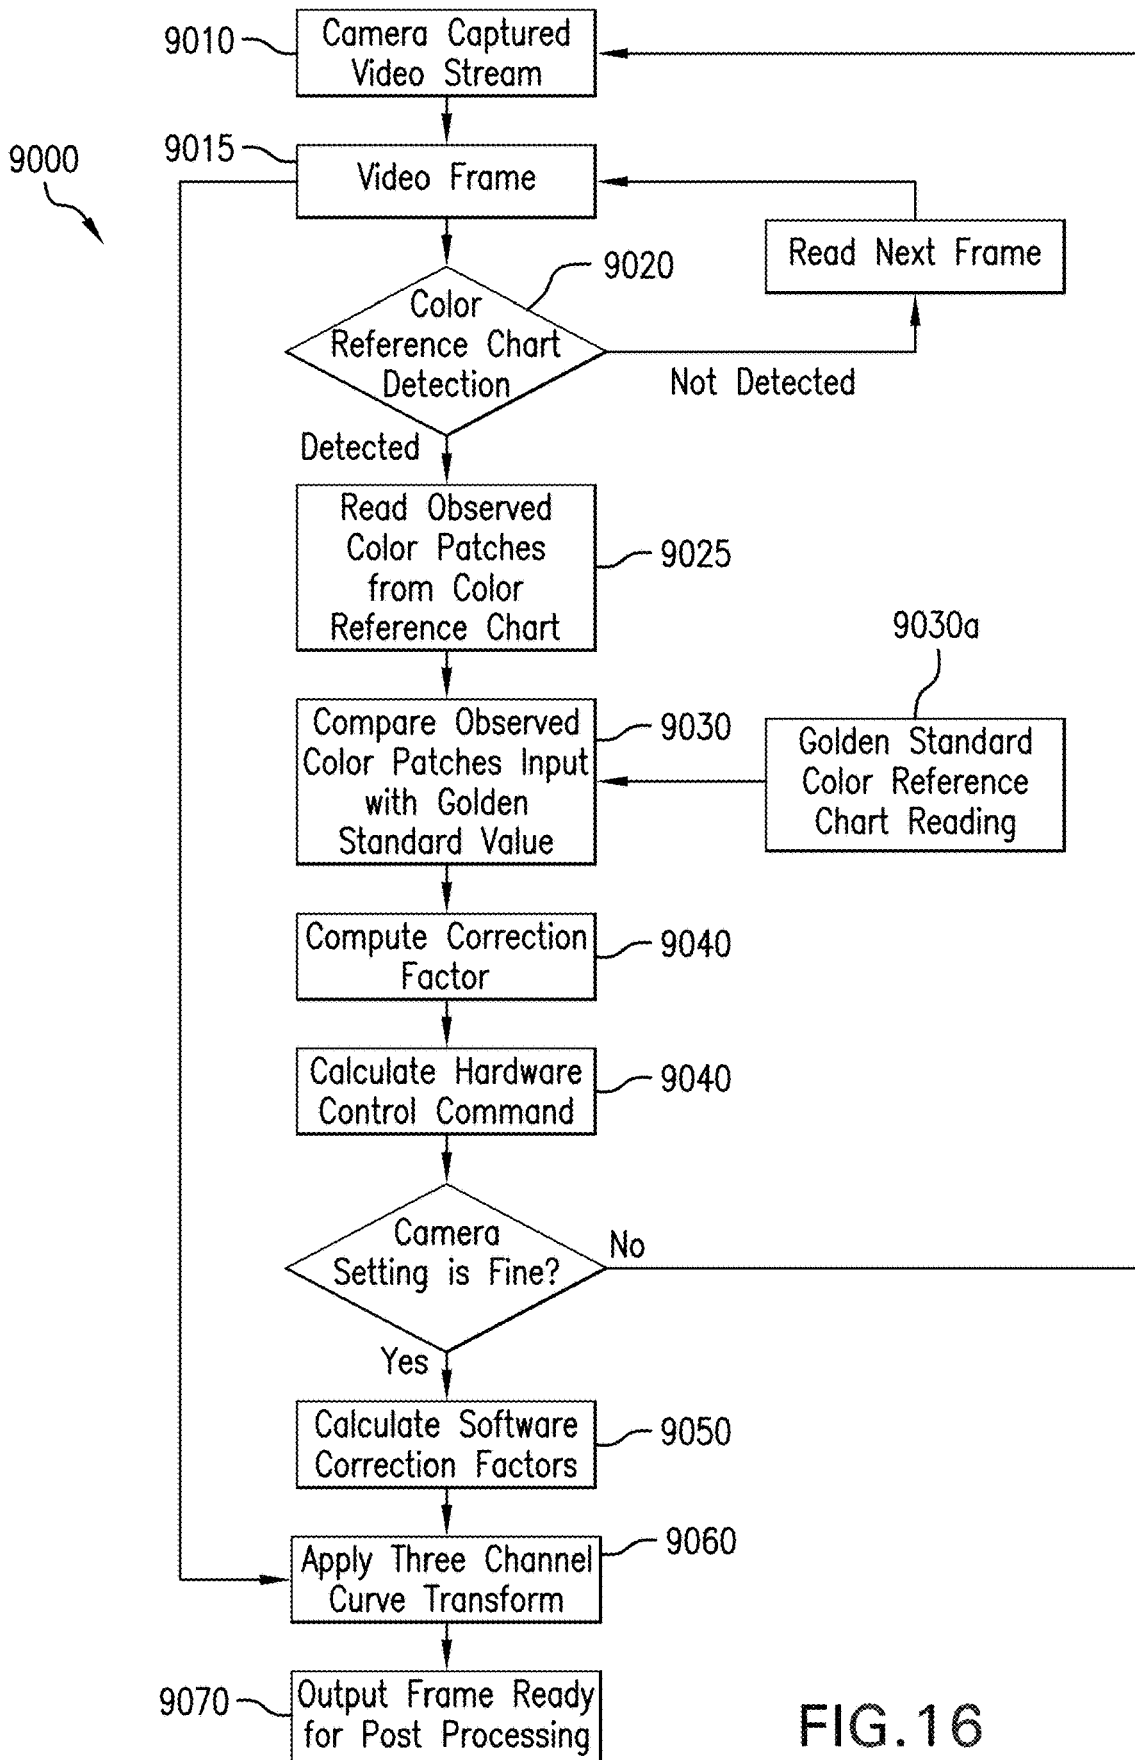 9010
Camera Captured
Video Stream
9000
9015
Video Frame
Read Next Frame
9020
Color
Reference Chart
Detection
Not Detected
Detected
Read Observed
Color Patches
from Color
Reference Chart
9025
9030a
Compare Observed
Color Patches Input
with Golden
Standard Value
9030
Golden Standard
Color Reference
Chart Reading
Compute Correction
Factor
9040
Calculate Hardware
Control Command
9040
Camera
Setting is Fine?
No
Yes
Calculate Software
Correction Factors
9050
Apply Three Channel
Curve Transform
9060
9070
Output Frame Ready
for Post Processing
FIG.16